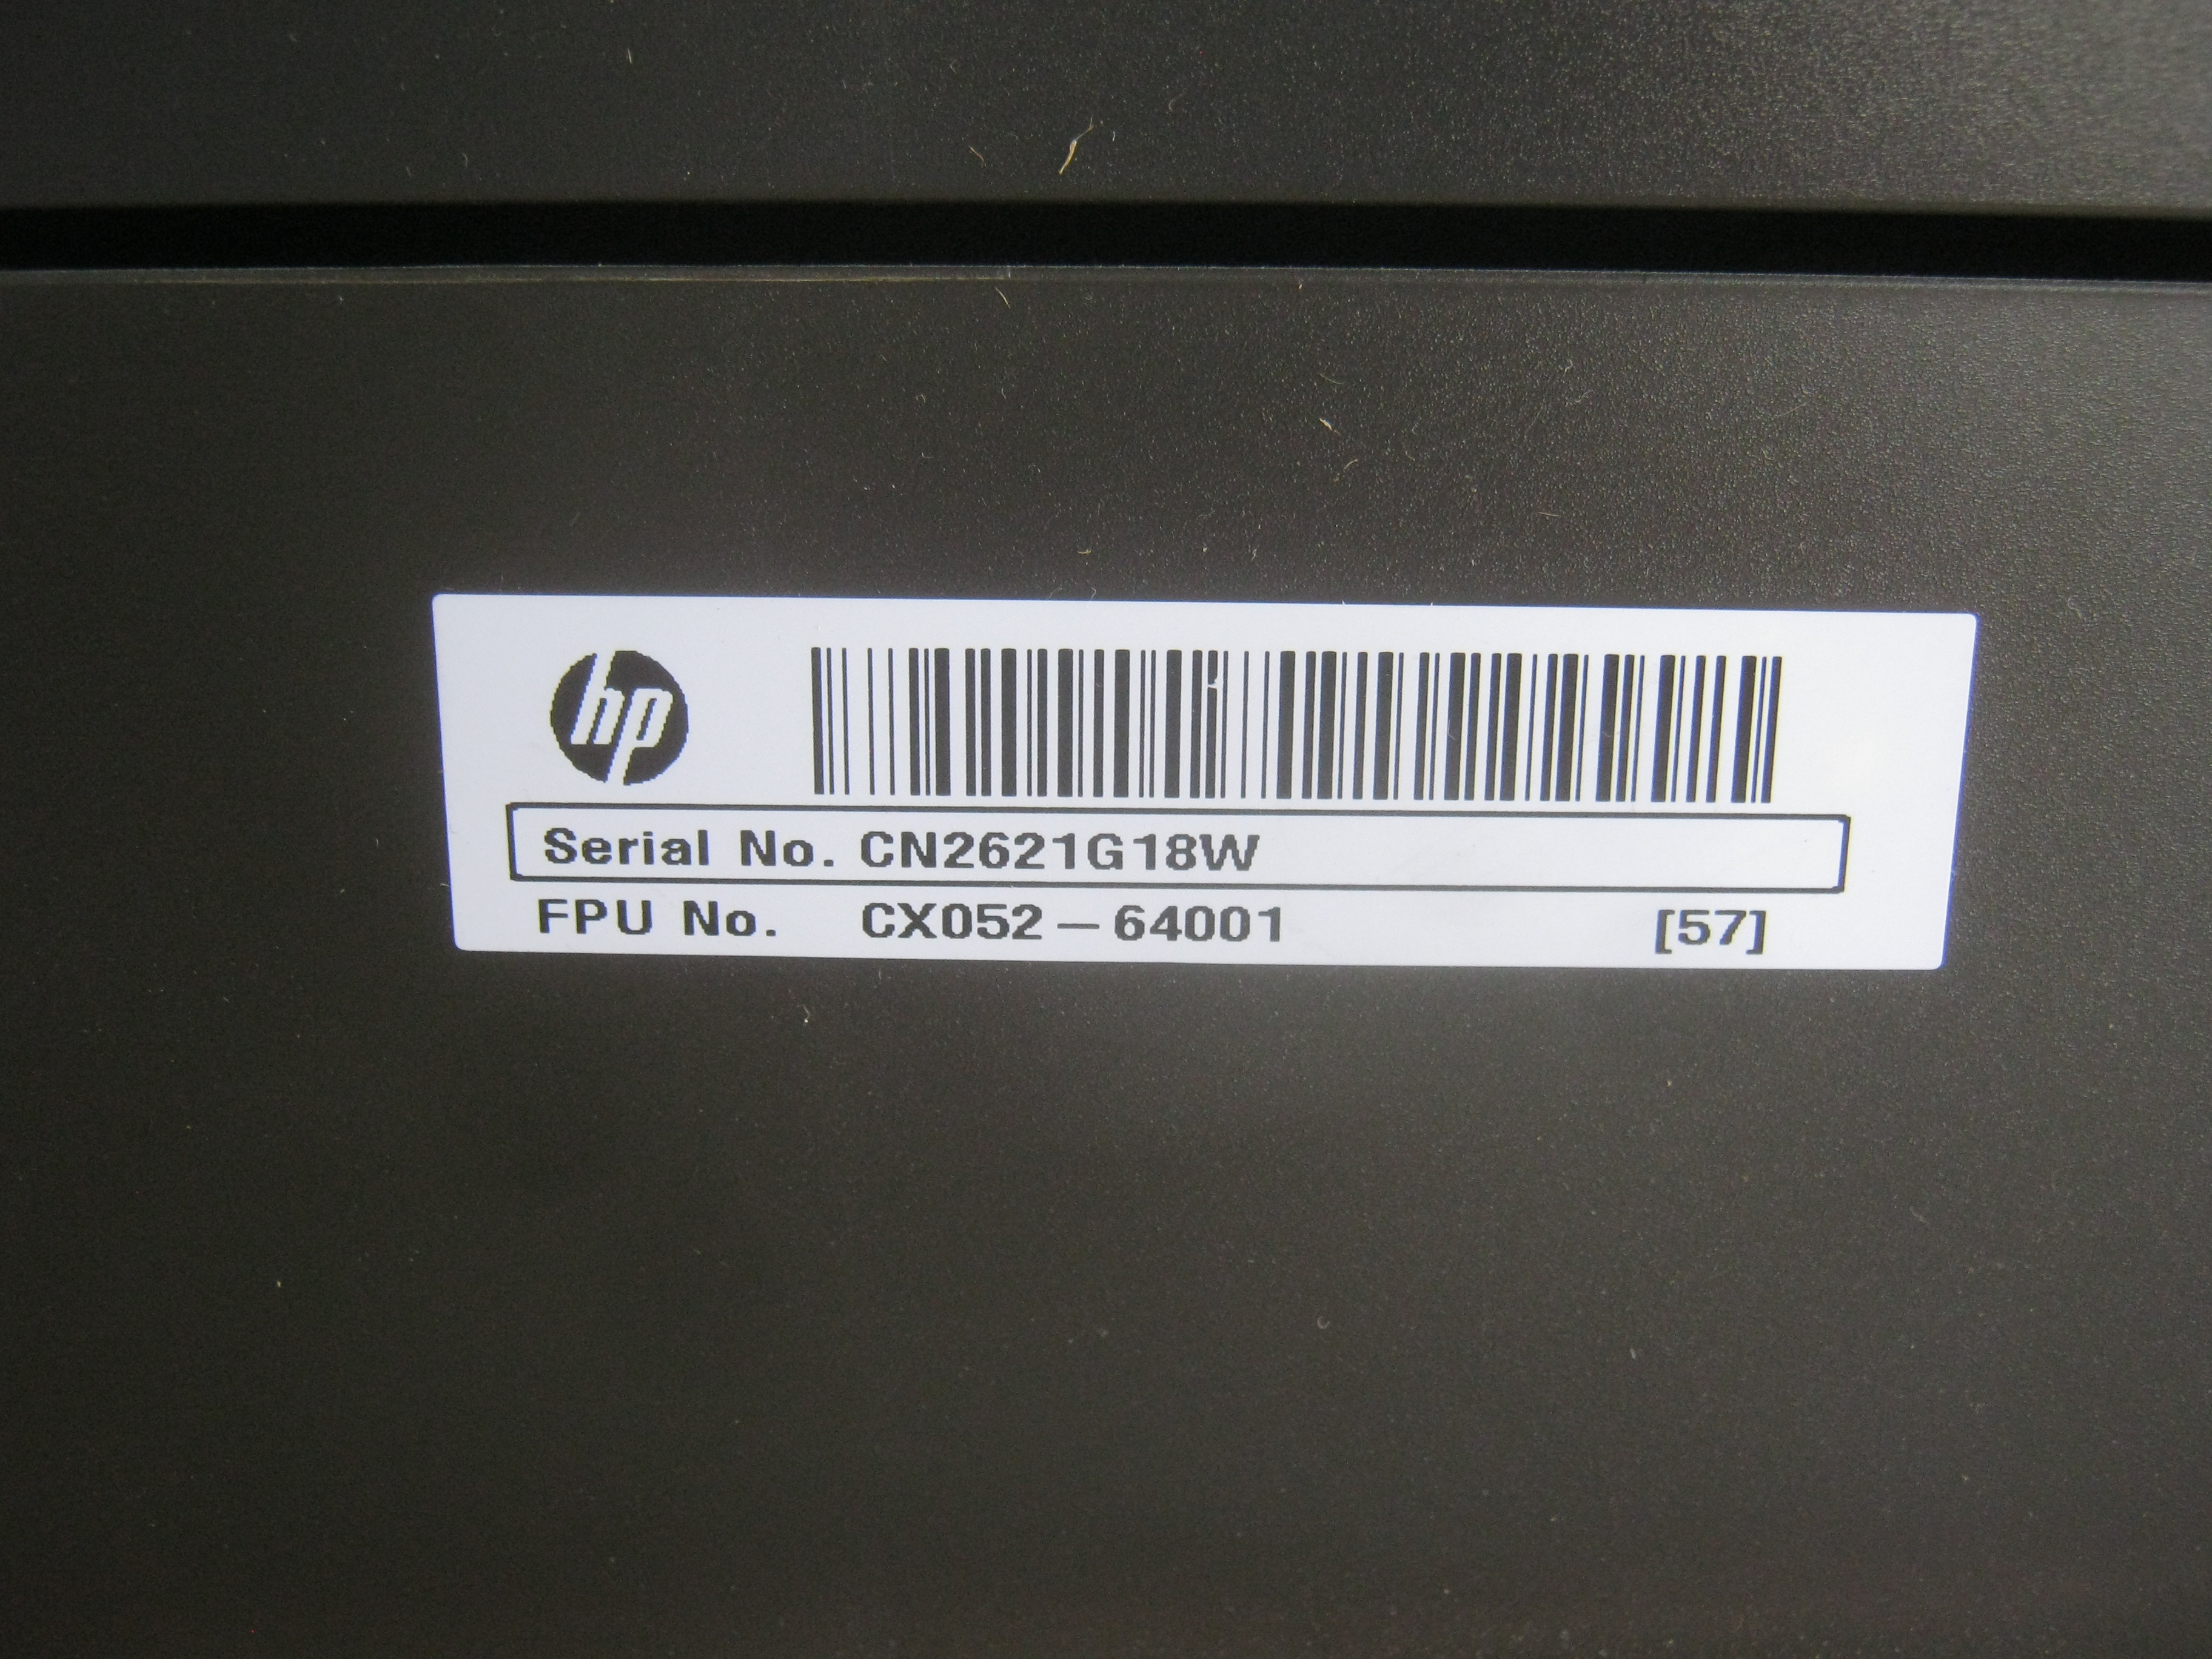 hp
Serial No. CN2621G18W
FPU No. CX052-64001 [57]